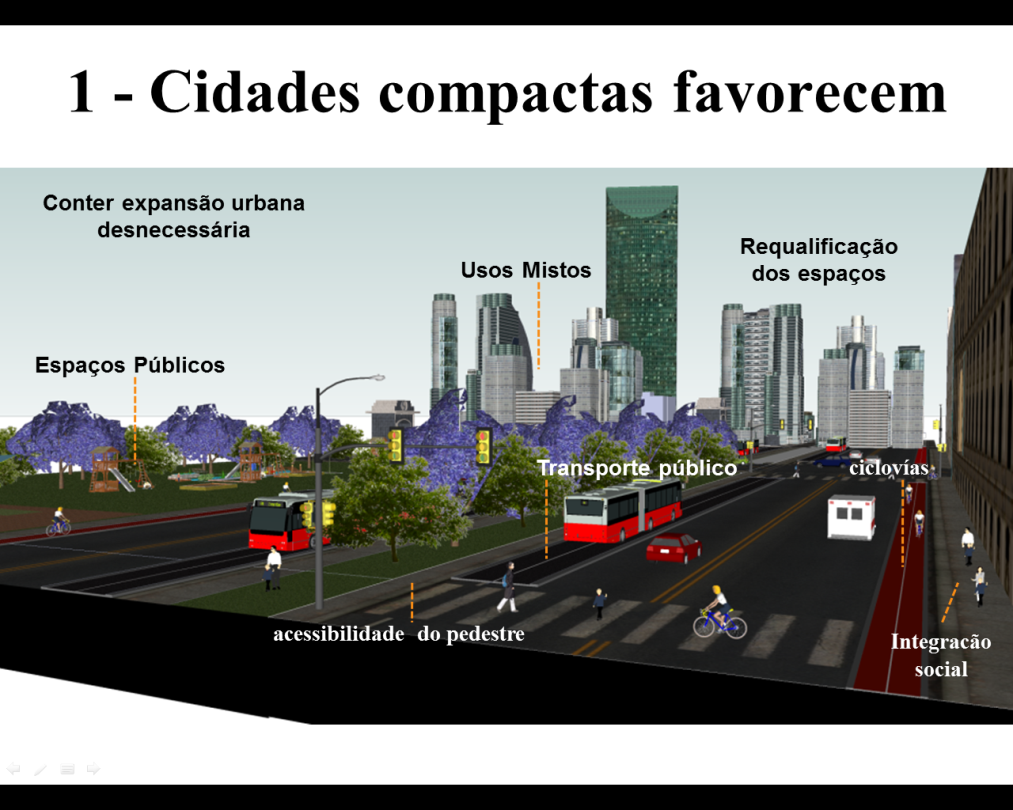 1 - Cidades compactas favorecem
Conter expansão urbana
desnecessária
Usos Mistos
Requalificação
dos espaços
Espaços Públicos
Transporte público
ciclovías
acessibilidade do pedestre
Integracão
social